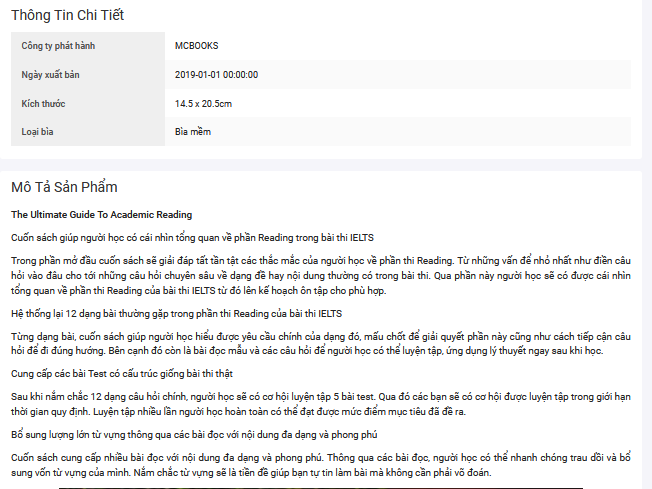 Thông Tin Chi Tiết
Công ty phát hành MCBOOKS
Ngày xuất bản 2019-01-01 00:00:00
Kích thước 14.5 x 20.5cm
Loại bìa Bìa mềm
Mô Tả Sản Phẩm
The Ultimate Guide To Academic Reading
Cuốn sách giúp người học có cái nhìn tổng quan về phần Reading trong bài thi IELTS
Trong phần mở đầu cuốn sách sẽ giải đáp tất tần tật các thắc mắc của người học về phần thi Reading. Từ những vấn để nhỏ nhất như điền câu
hỏi vào đâu cho tới những câu hỏi chuyên sâu về dạng đề hay nội dung thường có trong bài thi. Qua phần này người học sẽ có được cái nhìn
tổng quan về phần thi Reading của bài thi IELTS từ đó lên kế hoạch ôn tập cho phù hợp.
Hệ thống lại 12 dạng bài thường gặp trong phần thi Reading của bài thi IELTS
Từng dạng bài, cuốn sách giúp người học hiểu được yêu cầu chính của dạng đó, mấu chốt để giải quyết phần này cũng như cách tiếp cận câu
hỏi để đi đúng hướng. Bên cạnh đó còn là bài đọc mẫu và các câu hỏi để người học có thể luyện tập, ứng dụng lý thuyết ngay sau khi học.
Cung cấp các bài Test có cấu trúc giống bài thi thật
Sau khi nắm chắc 12 dạng câu hỏi chính, người học sẽ có cơ hội luyện tập 5 bài test. Qua đó các bạn sẽ có cơ hội được luyện tập trong giới hạn
thời gian quy định. Luyện tập nhiều lần người học hoàn toàn có thể đạt được mức điểm mục tiêu đã đề ra.
Bổ sung lượng lớn từ vựng thông qua các bài đọc với nội dung đa dạng và phong phú
Cuốn sách cung cấp nhiều bài đọc với nội dung đa dạng và phong phú. Thông qua các bài đọc, người học có thể nhanh chóng trau dồi và bổ
sung vốn từ vựng của mình. Nắm chắc từ vựng sẽ là tiền đề giúp bạn tự tin làm bài mà không cần phải võ đoán.